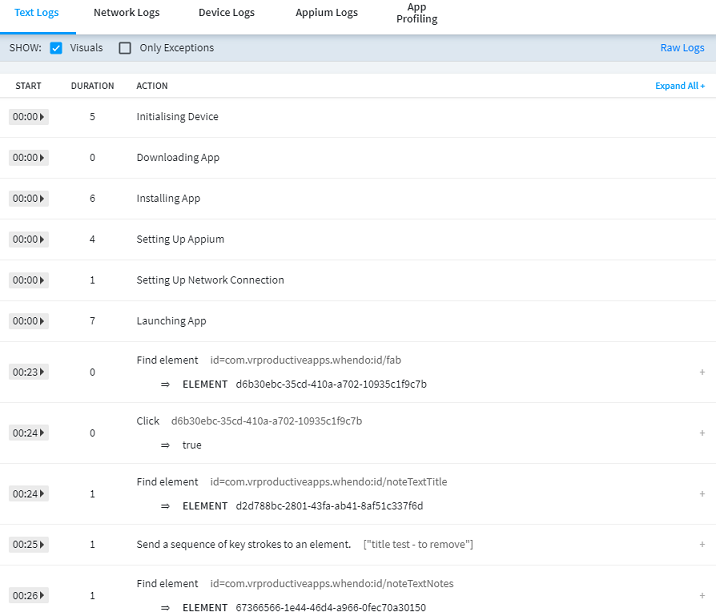 Text Logs Network Logs Device Logs Appium Logs App
Profiling
SHOW: Visuals Only Exceptions Raw Logs
START DURATION ACTION Expand All +
00:00 5 Initialising Device
00:00 0 Downloading App
00:00 6 Installing App
00:00 4 Setting Up Appium
00:00 1 Setting Up Network Connection
00:00 7 Launching App
Find element id=com.vrproductiveapps.whendo:id/fab
00:23 0 +
⇒ ELEMENT d6b30ebc-35cd-410a-a702-10935c1f9c7b
Click d6b30ebc-35cd-410a-a702-10935c1f9c7b
00:24 0 +
⇒ true
Find element id=com.vrproductiveapps.whendo:id/noteTextTitle
00:24 1 +
⇒ ELEMENT d2d788bc-2801-43fa-ab41-8af51c337f6d
00:25 1 Send a sequence of key strokes to an element. ["title test - to remove"] +
Find element id=com.vrproductiveapps.whendo:id/noteTextNotes
00:26 1 +
⇒ ELEMENT 67366566-1e44-46d4-a966-0fec70a30150